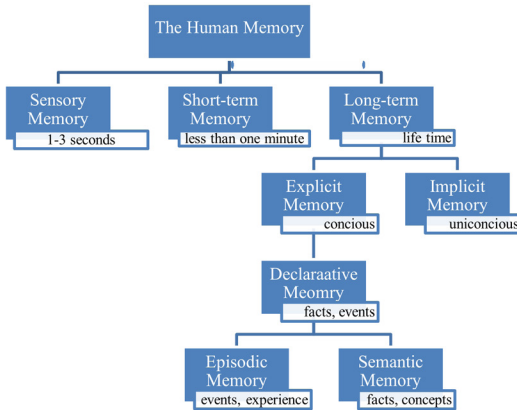 The Human Memory
Sensory
Memory
1-3 seconds
Short-term
Memory
less than one minute
Long-term
Memory
life time
Explicit
Memory
concious
Implicit
Memory
uniconcious
Declaraative
Meomry
facts, events
Episodic
Memory
events, experience
Semantic
Memory
facts, concepts